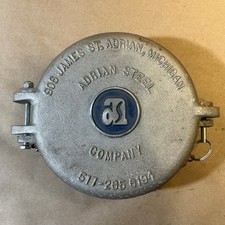 906 JAMES ST. ADRIAN, MICHIGAN
ADRIAN STEEL
COMPANY
517-265-6194